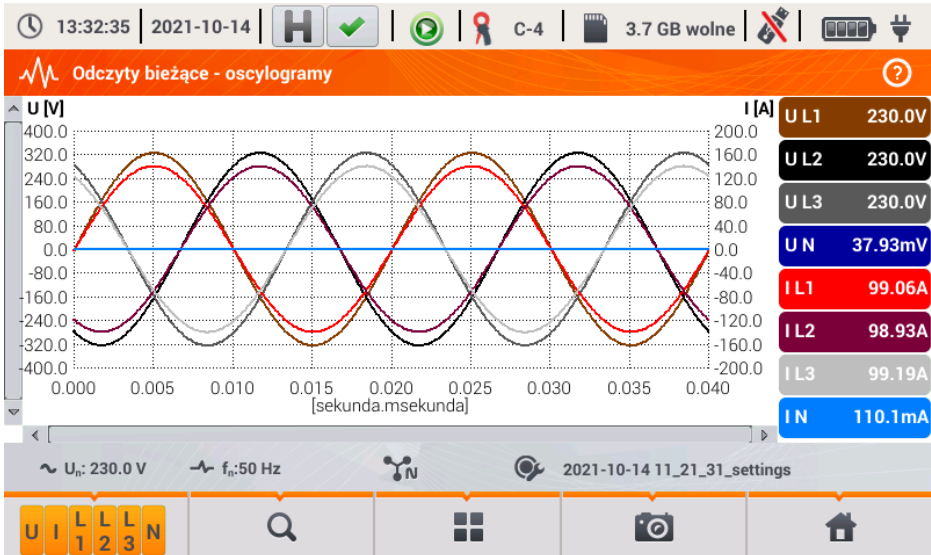 13:32:35 2021-10-14 H C-4 3.7 GB wolne
Odczyty bieżące - oscylogramy ?
U [V] I [A]
400.0 200.0
320.0 160.0
240.0 120.0
160.0 80.0
80.0 40.0
0.0 0.0
-80.0 -40.0
-160.0 -80.0
-240.0 -120.0
-320.0 -160.0
-400.0 -200.0
0.000 0.005 0.010 0.015 0.020 0.025 0.030 0.035 0.040
[sekunda.msekunda]
U L1 230.0V
U L2 230.0V
U L3 230.0V
U N 37.93mV
I L1 99.06A
I L2 98.93A
I L3 99.19A
I N 110.1mA
Un: 230.0 V fn:50 Hz N 2021-10-14 11_21_31_settings
U I L1 L2 L3 N